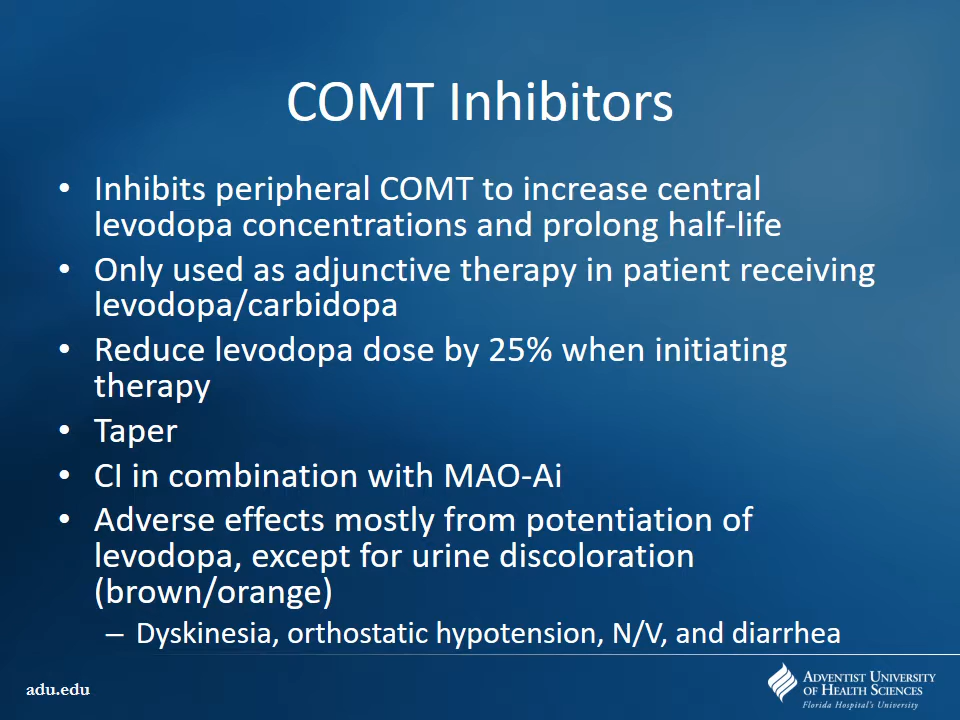 COMT Inhibitors
• Inhibits peripheral COMT to increase central
levodopa concentrations and prolong half-life
• Only used as adjunctive therapy in patient receiving
levodopa/carbidopa
• Reduce levodopa dose by 25% when initiating
therapy
• Taper
• CI in combination with MAO-Ai
• Adverse effects mostly from potentiation of
levodopa, except for urine discoloration
(brown/orange)
– Dyskinesia, orthostatic hypotension, N/V, and diarrhea
adu.edu
Adventist University
of Health Sciences
Florida Hospital's University